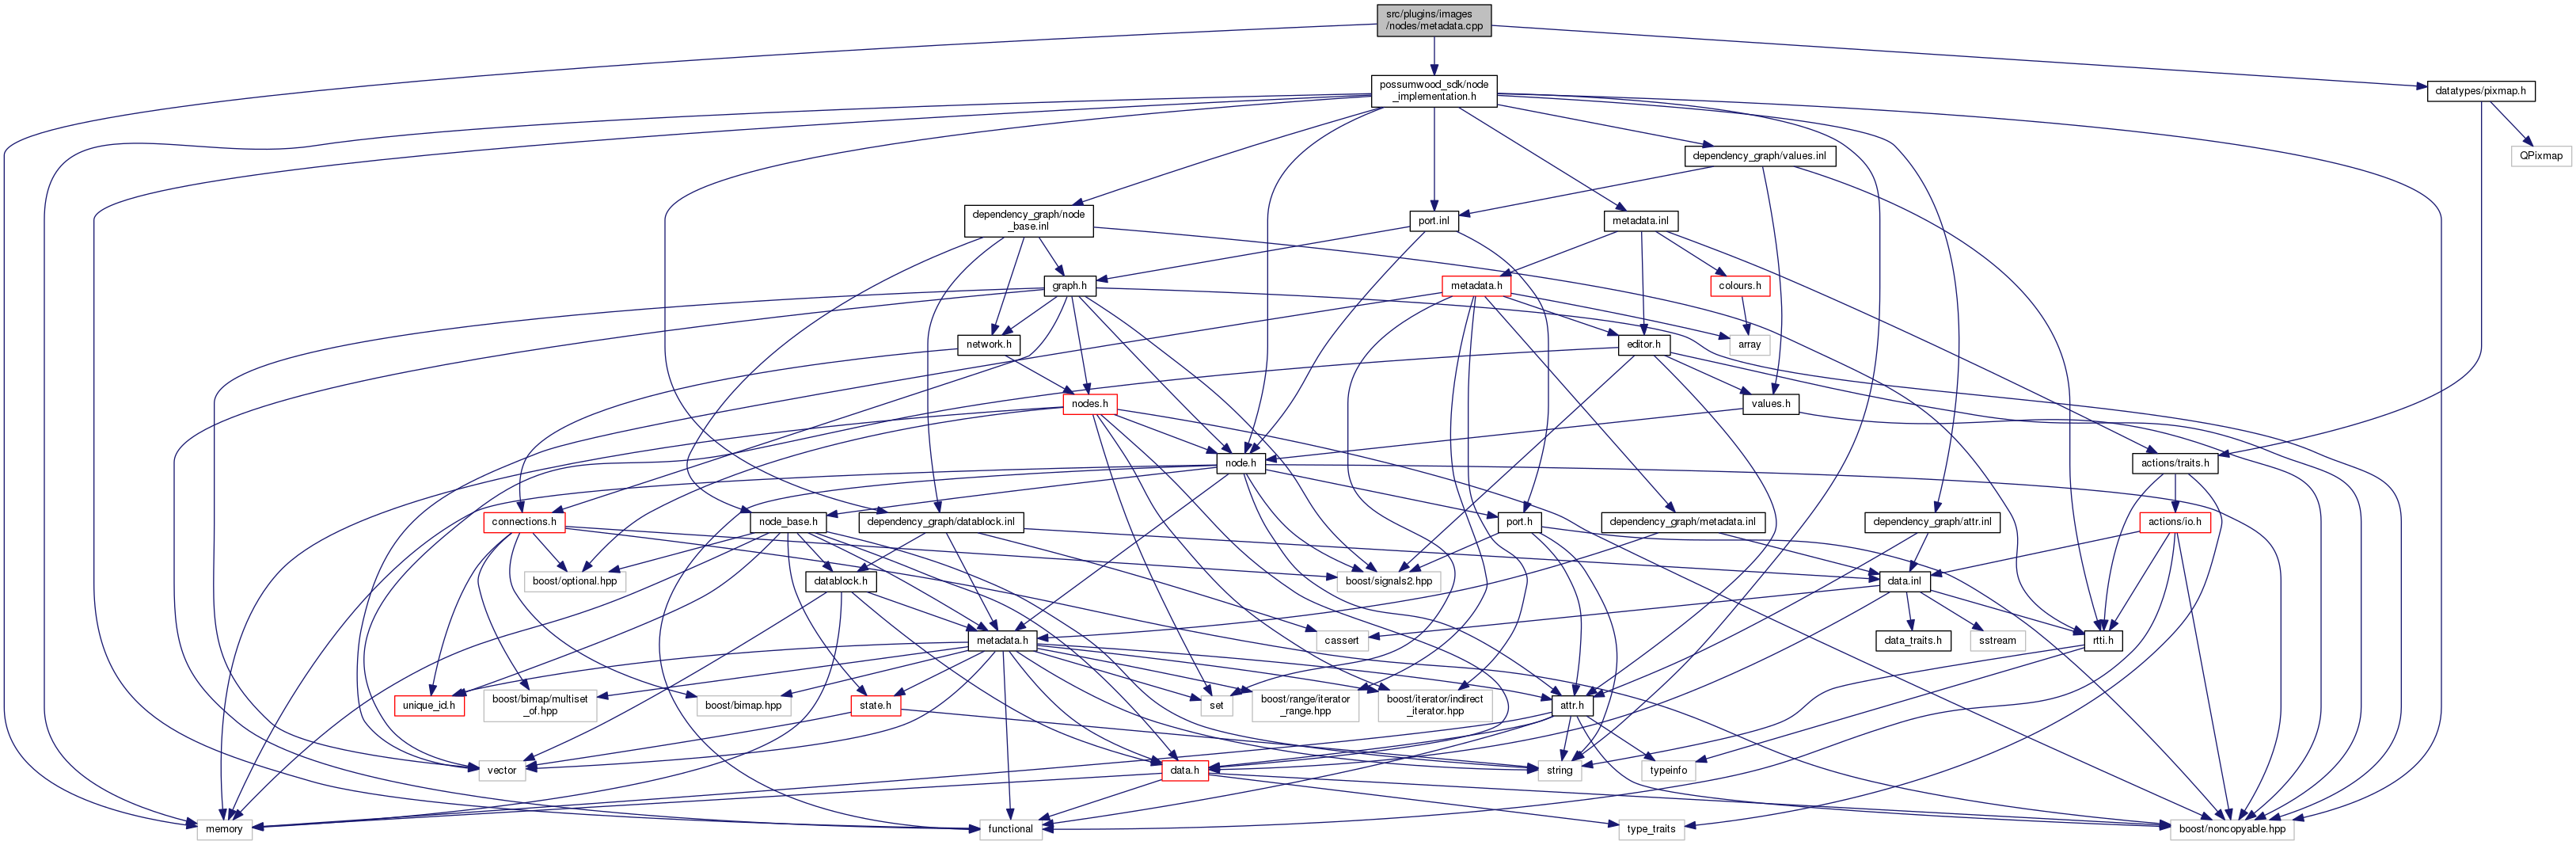 src/plugins/images
/nodes/metadata.cpp
possumwood_sdk/node
_implementation.h
datatypes/pixmap.h
dependency_graph/values.inl
QPixmap
dependency_graph/node
_base.inl
port.inl
metadata.inl
graph.h
metadata.h
colours.h
network.h
editor.h
array
nodes.h
values.h
node.h
actions/traits.h
connections.h
node_base.h
dependency_graph/datablock.inl
port.h
dependency_graph/metadata.inl
dependency_graph/attr.inl
actions/io.h
boost/optional.hpp
datablock.h
boost/signals2.hpp
data.inl
metadata.h
cassert
data_traits.h
sstream
rtti.h
unique_id.h
boost/bimap/multiset
_of.hpp
boost/bimap.hpp
state.h
set
boost/range/iterator
_range.hpp
boost/iterator/indirect
_iterator.hpp
attr.h
vector
data.h
string
typeinfo
memory
functional
type_traits
boost/noncopyable.hpp